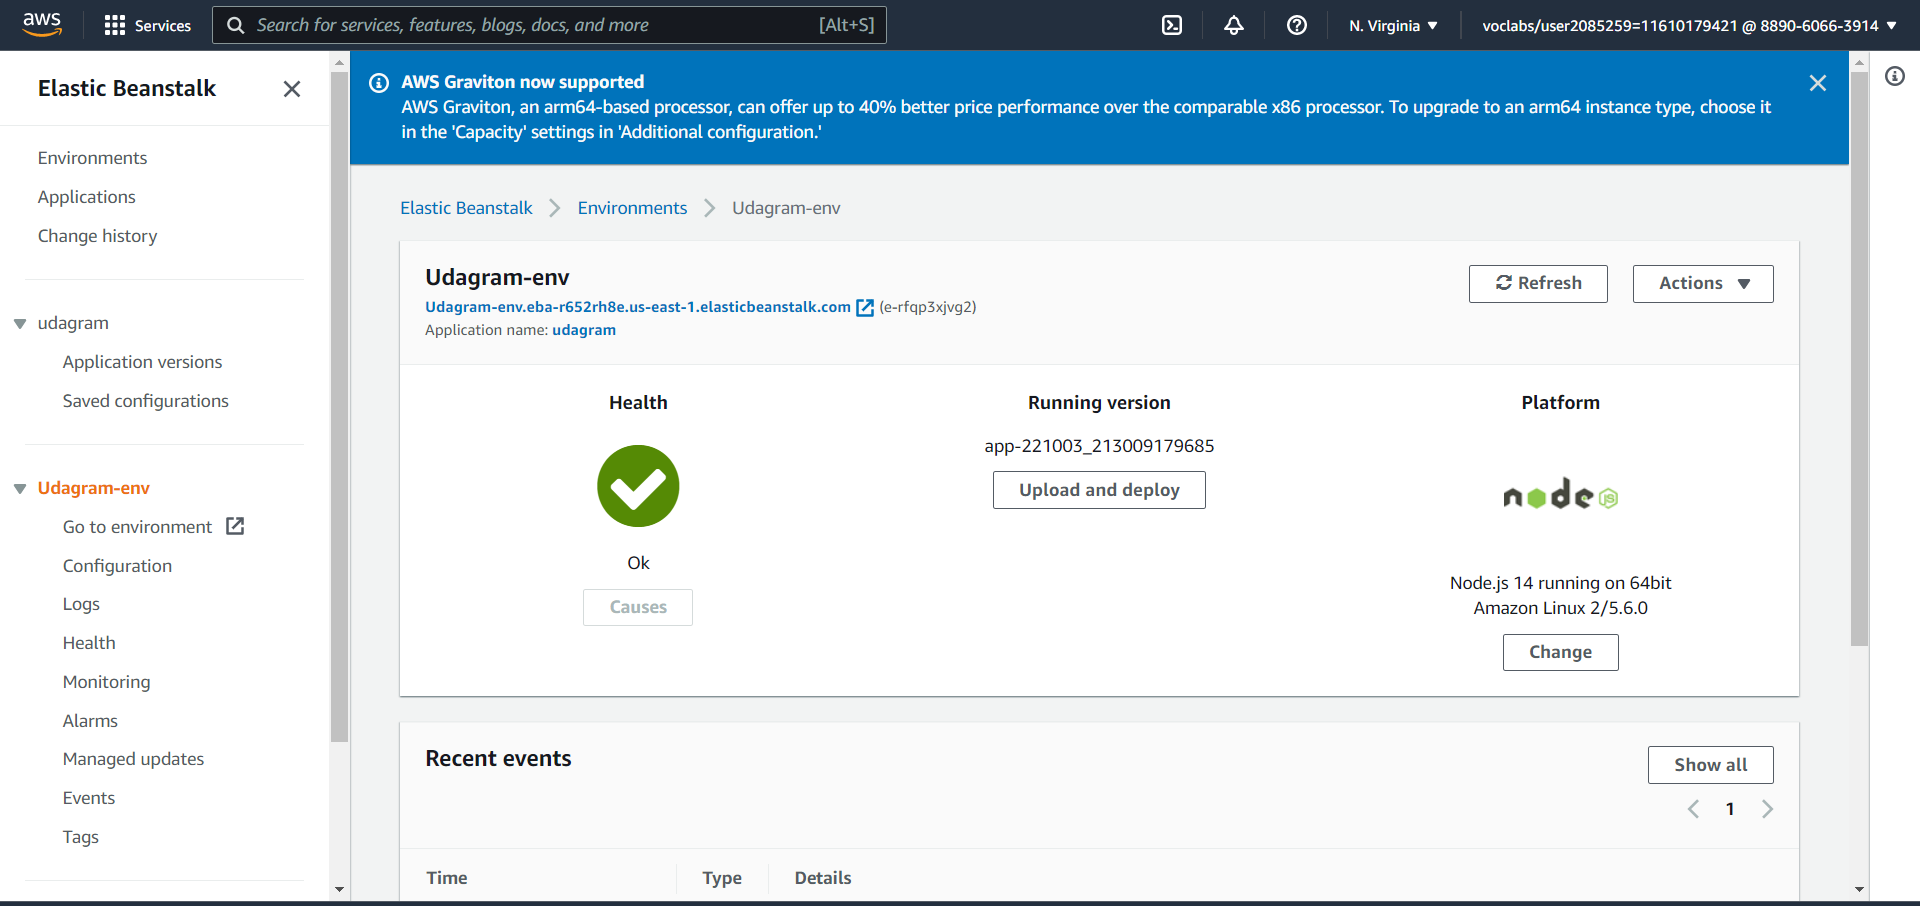 aws
Services
Search for services, features, blogs, docs, and more
[Alt+S]
N. Virginia
voclabs/user2085259=11610179421 @ 8890-6066-3914
Elastic Beanstalk
Environments
Applications
Change history
udagram
Application versions
Saved configurations
Udagram-env
Go to environment
Configuration
Logs
Health
Monitoring
Alarms
Managed updates
Events
Tags
AWS Graviton now supported
AWS Graviton, an arm64-based processor, can offer up to 40% better price performance over the comparable x86 processor. To upgrade to an arm64 instance type, choose it
in the 'Capacity' settings in 'Additional configuration.'
Elastic Beanstalk
Environments
Udagram-env
Udagram-env
Udagram-env.eba-r652rh8e.us-east-1.elasticbeanstalk.com (e-rfqp3xjvg2)
Application name: udagram
Refresh
Actions
Health
Ok
Causes
Running version
app-221003_213009179685
Upload and deploy
Platform
node JS
Node.js 14 running on 64bit
Amazon Linux 2/5.6.0
Change
Recent events
Show all
1
Time
Type
Details